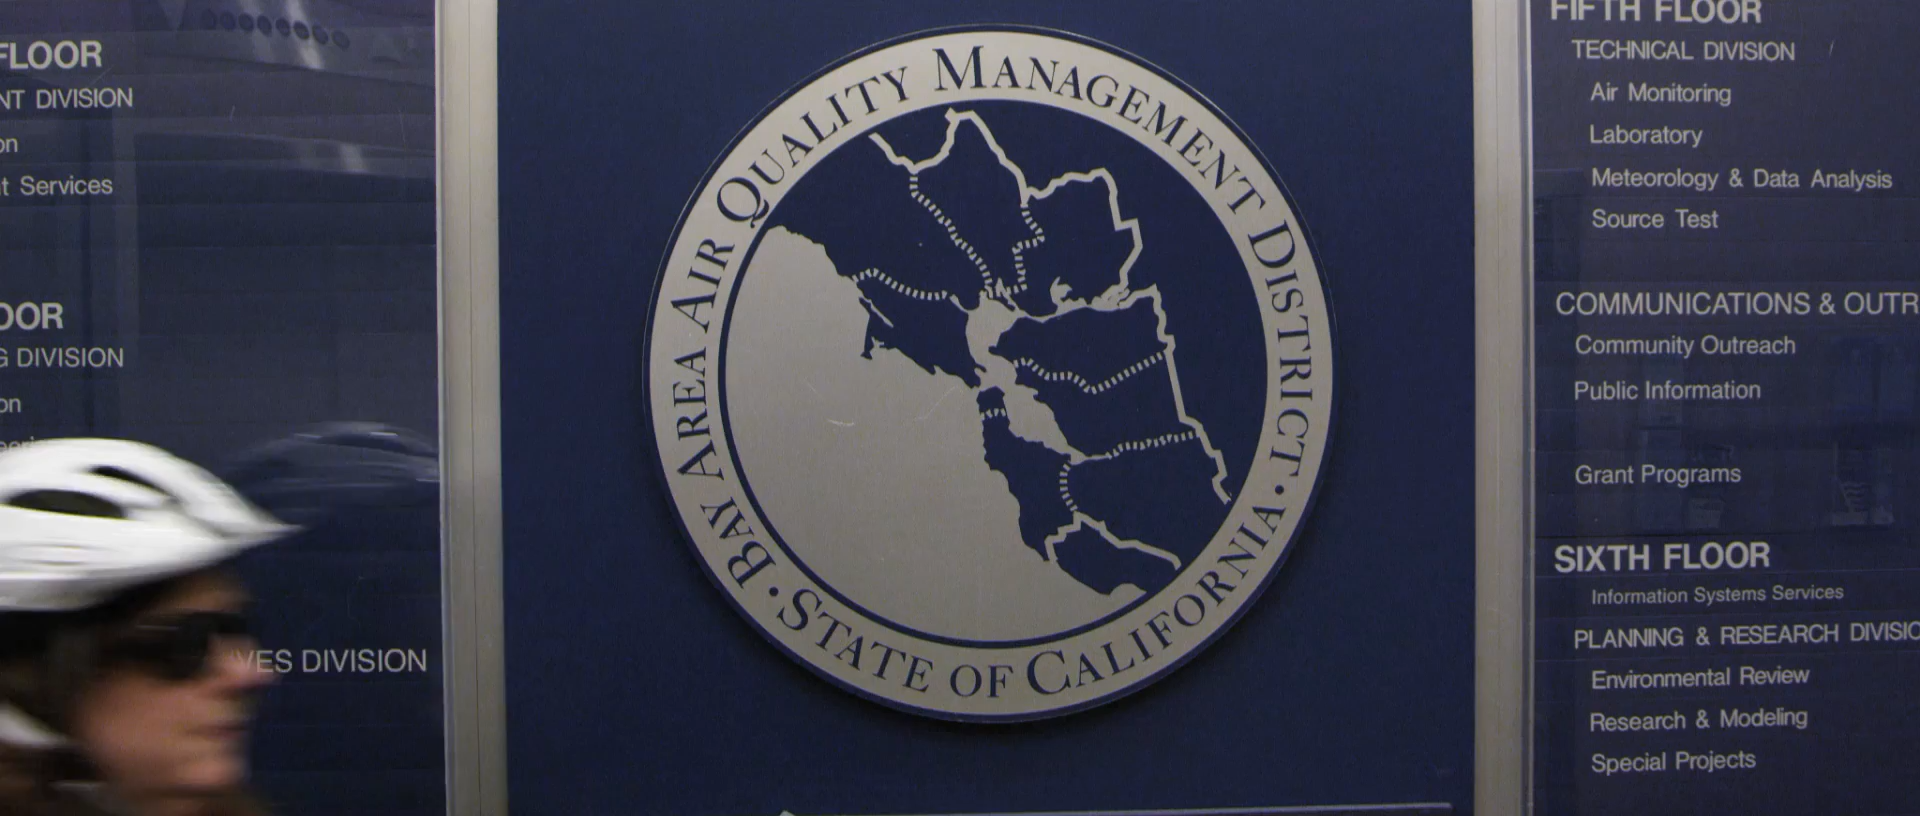 FLOOR
NT DIVISION
on
t Services
OOR
G DIVISION
on
VES DIVISION
BAY AREA AIR QUALITY MANAGEMENT DISTRICT
• STATE OF CALIFORNIA •
FIFTH FLOOR
TECHNICAL DIVISION
Air Monitoring
Laboratory
Meteorology & Data Analysis
Source Test
COMMUNICATIONS & OUTR
Community Outreach
Public Information
Grant Programs
SIXTH FLOOR
Information Systems Services
PLANNING & RESEARCH DIVISIO
Environmental Review
Research & Modeling
Special Projects